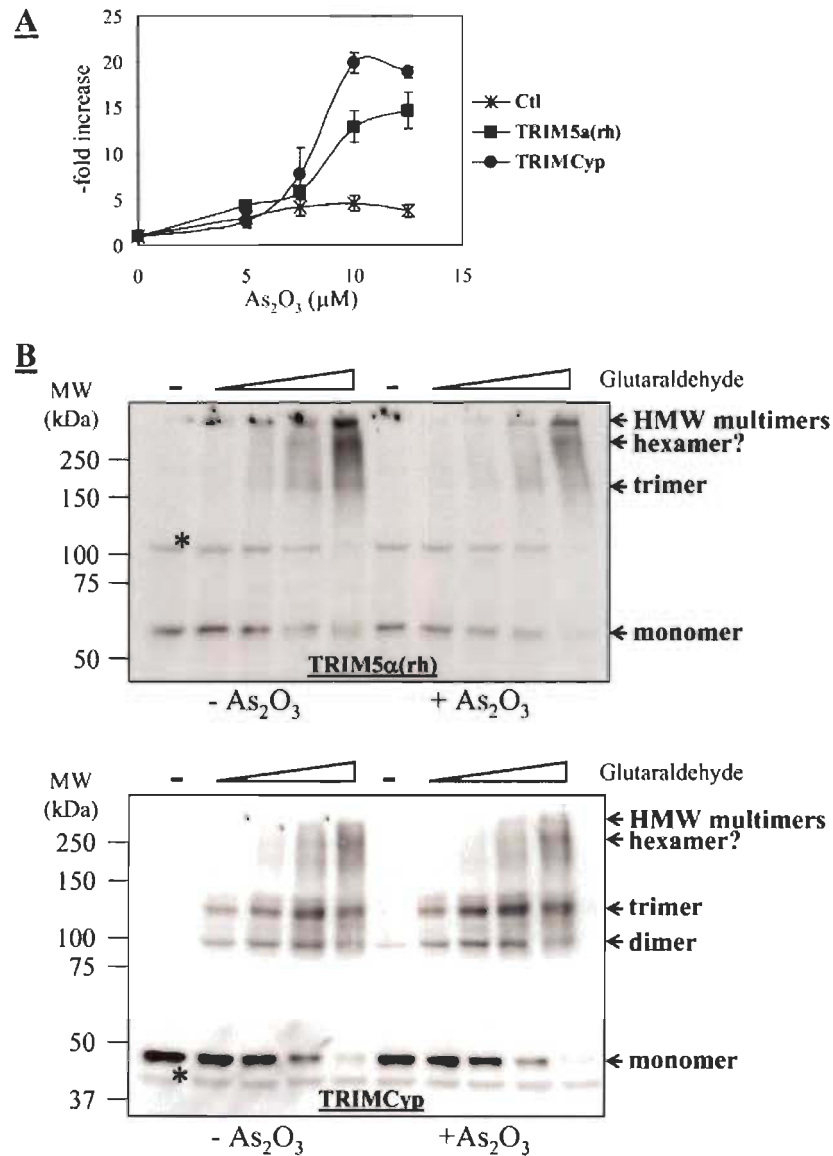 A
25
20
15
10
5
0
-fold increase
0 5 10 15
As₂O₃ (µM)
Ctl
TRIM5a(rh)
TRIMCyp
B
MW
(kDa)
- - Glutaraldehyde
250
150
100
75
50
*
HMW multimers
hexamer?
trimer
monomer
TRIM5α(rh)
- As₂O₃ + As₂O₃
MW
(kDa)
- - Glutaraldehyde
250
150
100
75
50
37
*
HMW multimers
hexamer?
trimer
dimer
monomer
TRIMCyp
- As₂O₃ +As₂O₃